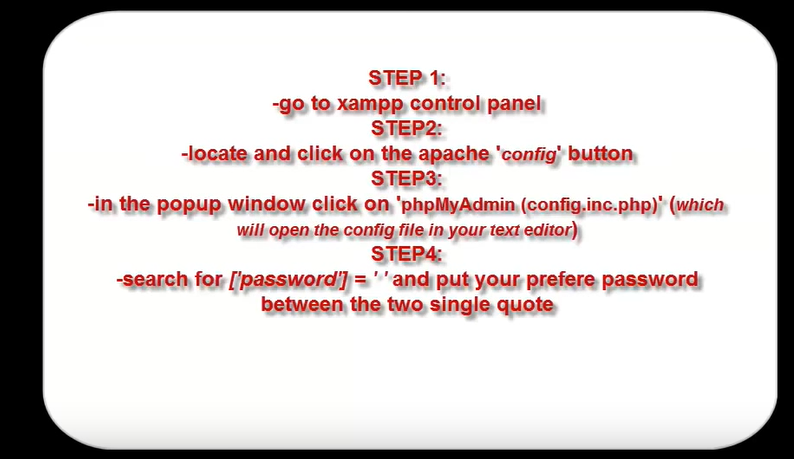 STEP 1:
-go to xampp control panel
STEP2:
-locate and click on the apache 'config' button
STEP3:
-in the popup window click on 'phpMyAdmin (config.inc.php)' (which
will open the config file in your text editor)
STEP4:
-search for ['password'] = ' ' and put your prefere password
between the two single quote